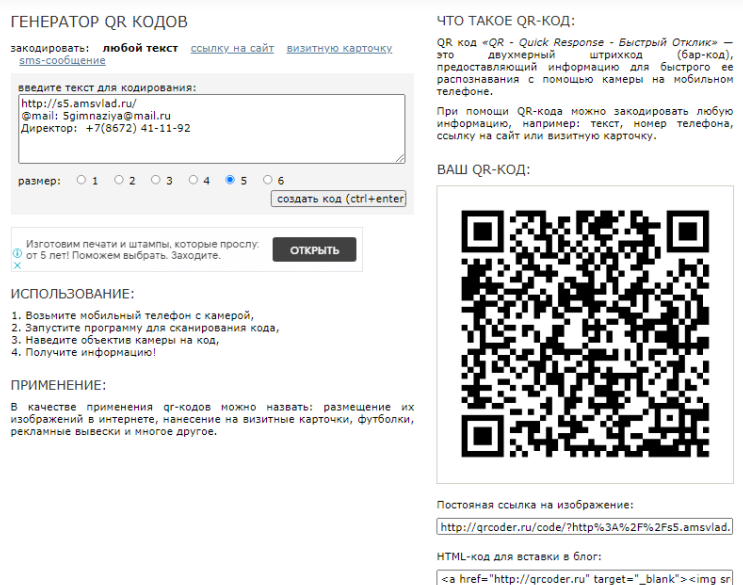 ГЕНЕРАТОР QR КОДОВ
закодировать: любой текст ссылку на сайт визитную карточку
sms-сообщение
введите текст для кодирования:
http://s5.amsvlad.ru/
@mail: 5gimnaziya@mail.ru
Директор: +7(8672) 41-11-92
размер: 1 2 3 4 5 6
создать код (ctrl+enter
Изготовим печати и штампы, которые прослу:
от 5 лет! Поможем выбрать. Заходите.
ОТКРЫТЬ
ИСПОЛЬЗОВАНИЕ:
1. Возьмите мобильный телефон с камерой,
2. Запустите программу для сканирования кода,
3. Наведите объектив камеры на код,
4. Получите информацию!
ПРИМЕНЕНИЕ:
В качестве применения qr-кодов можно назвать: размещение их
изображений в интернете, нанесение на визитные карточки, футболки,
рекламные вывески и многое другое.
ЧТО ТАКОЕ QR-КОД:
QR код «QR - Quick Response - Быстрый Отклик» —
это двухмерный штрихкод (бар-код),
предоставляющий информацию для быстрого ее
распознавания с помощью камеры на мобильном
телефоне.
При помощи QR-кода можно закодировать любую
информацию, например: текст, номер телефона,
ссылку на сайт или визитную карточку.
ВАШ QR-КОД:
Постояная ссылка на изображение:
http://qrcoder.ru/code/?http%3A%2F%2Fs5.amsvlad.
HTML-код для вставки в блог:
<a href="http://qrcoder.ru" target="_blank"><img sr